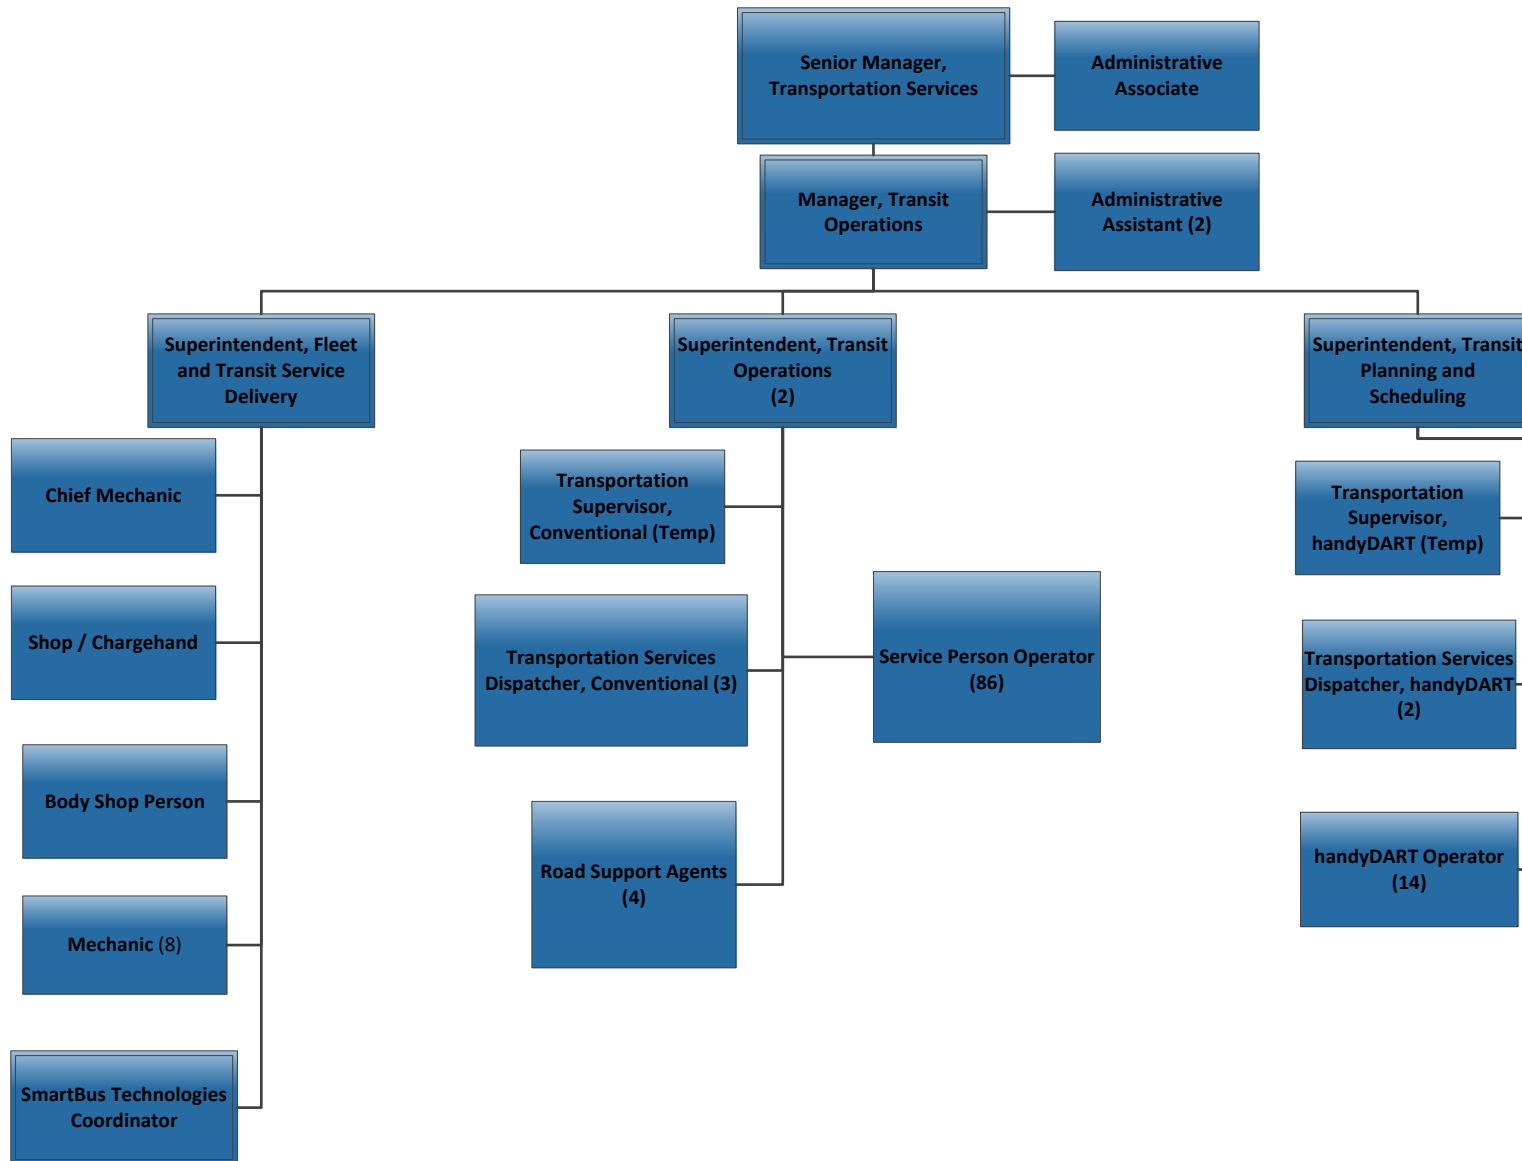 Senior Manager,
Transportation Services
Administrative
Associate
Manager, Transit
Operations
Administrative
Assistant (2)
Superintendent, Fleet
and Transit Service
Delivery
Superintendent, Transit
Operations
(2)
Superintendent, Transit
Planning and
Scheduling
Chief Mechanic
Shop / Chargehand
Body Shop Person
Mechanic (8)
SmartBus Technologies
Coordinator
Transportation
Supervisor,
Conventional (Temp)
Transportation Services
Dispatcher, Conventional (3)
Service Person Operator
(86)
Road Support Agents
(4)
Transportation
Supervisor,
handyDART (Temp)
Transportation Services
Dispatcher, handyDART
(2)
handyDART Operator
(14)